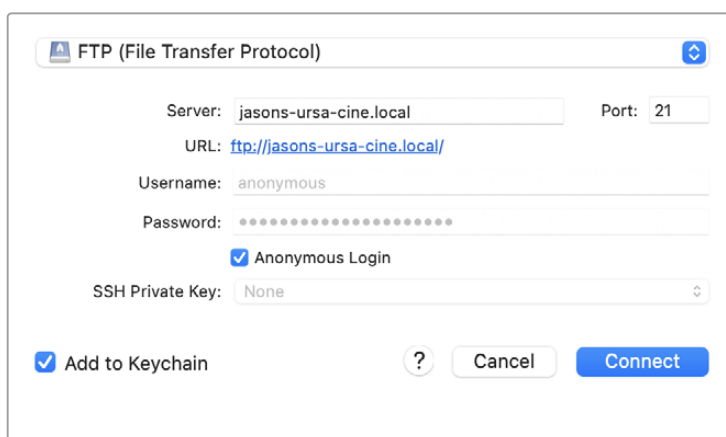 FTP (File Transfer Protocol)
Server: jasons-ursa-cine.local Port: 21
URL: ftp://jasons-ursa-cine.local/
Username: anonymous
Password: •••••••••••••••••••••
Anonymous Login
SSH Private Key: None
Add to Keychain ? Cancel Connect